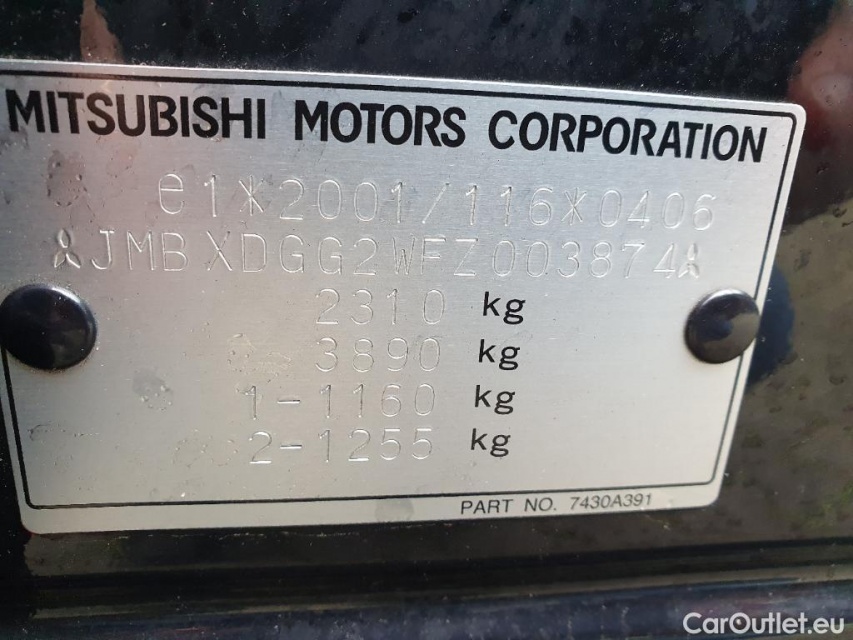 MITSUBISHI MOTORS CORPORATION
e1*2001/116*0406
JMBXDGG2WFZ003874
2310 kg
3890 kg
1-1160 kg
2-1255 kg
PART NO. 7430A391
CarOutlet.eu